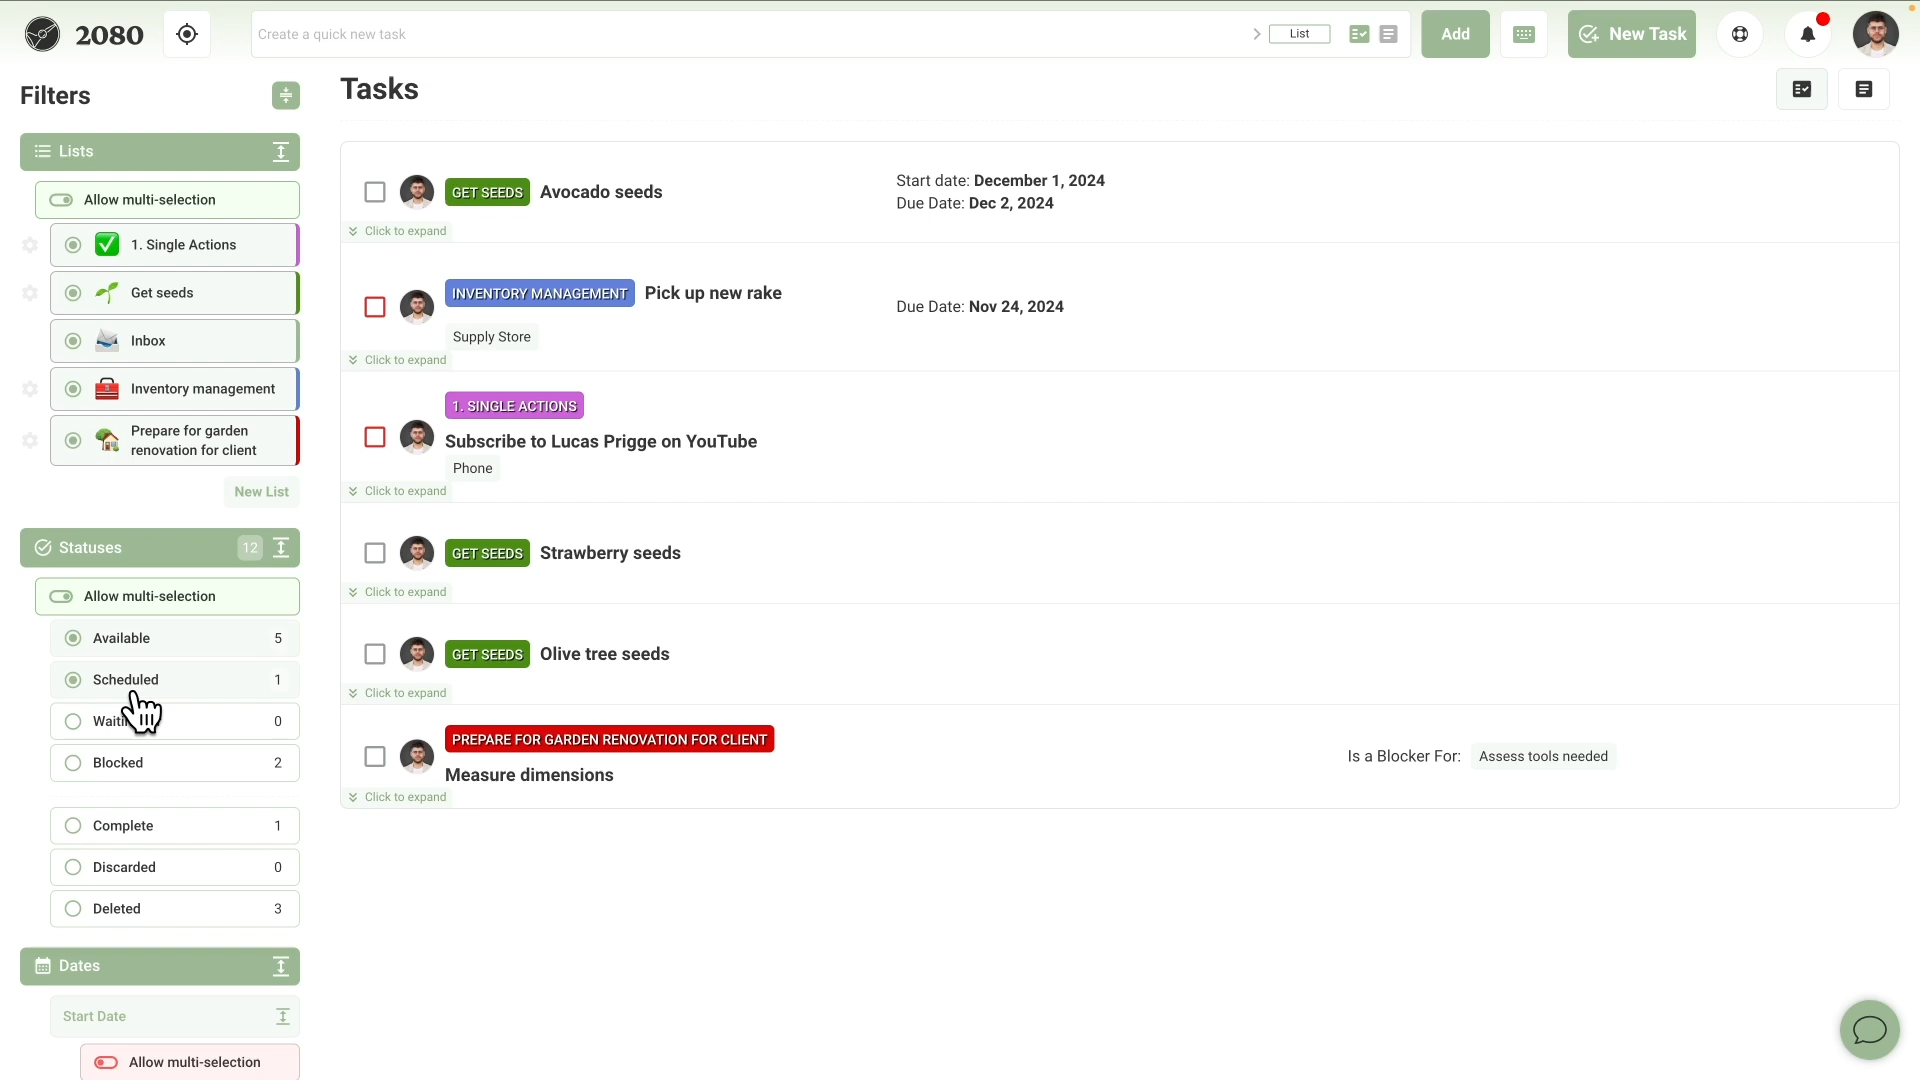 2080
Create a quick new task
List
Add
New Task
Filters
Tasks
Lists
Allow multi-selection
1. Single Actions
Get seeds
Inbox
Inventory management
Prepare for garden
renovation for client
New List
Statuses
12
Allow multi-selection
Available
5
Scheduled
1
0
Blocked
2
Complete
1
Discarded
0
Deleted
3
Dates
Start Date
Allow multi-selection
GET SEEDS
Avocado seeds
Start date: December 1, 2024
Due Date: Dec 2, 2024
Click to expand
INVENTORY MANAGEMENT
Pick up new rake
Due Date: Nov 24, 2024
Supply Store
Click to expand
1. SINGLE ACTIONS
Subscribe to Lucas Prigge on YouTube
Phone
Click to expand
GET SEEDS
Strawberry seeds
Click to expand
GET SEEDS
Olive tree seeds
Click to expand
PREPARE FOR GARDEN RENOVATION FOR CLIENT
Measure dimensions
Is a Blocker For:
Assess tools needed
Click to expand